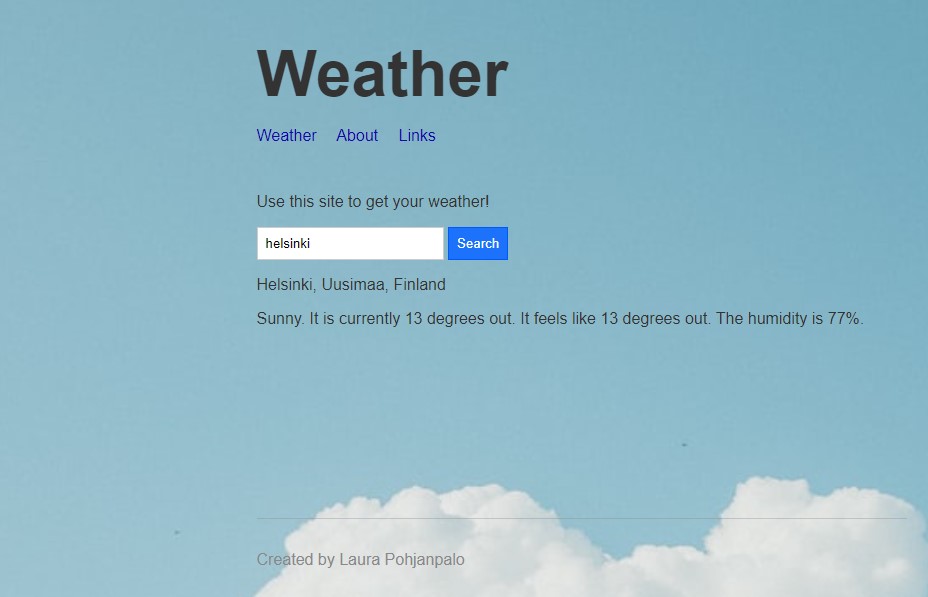 Weather
Weather About Links
Use this site to get your weather!
helsinki Search
Helsinki, Uusimaa, Finland
Sunny. It is currently 13 degrees out. It feels like 13 degrees out. The humidity is 77%.
Created by Laura Pohjanpalo